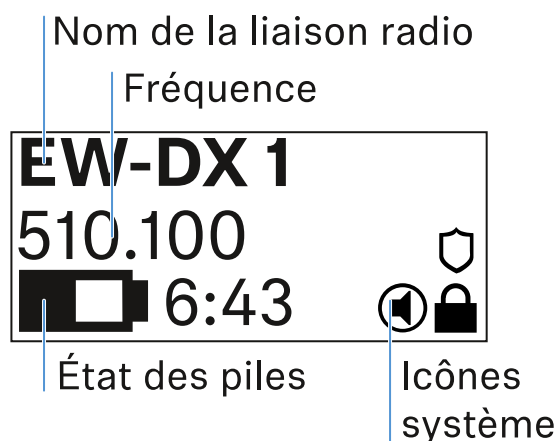 Nom de la liaison radio
Fréquence
EW-DX 1
510.100
6:43
État des piles
Icônes
système